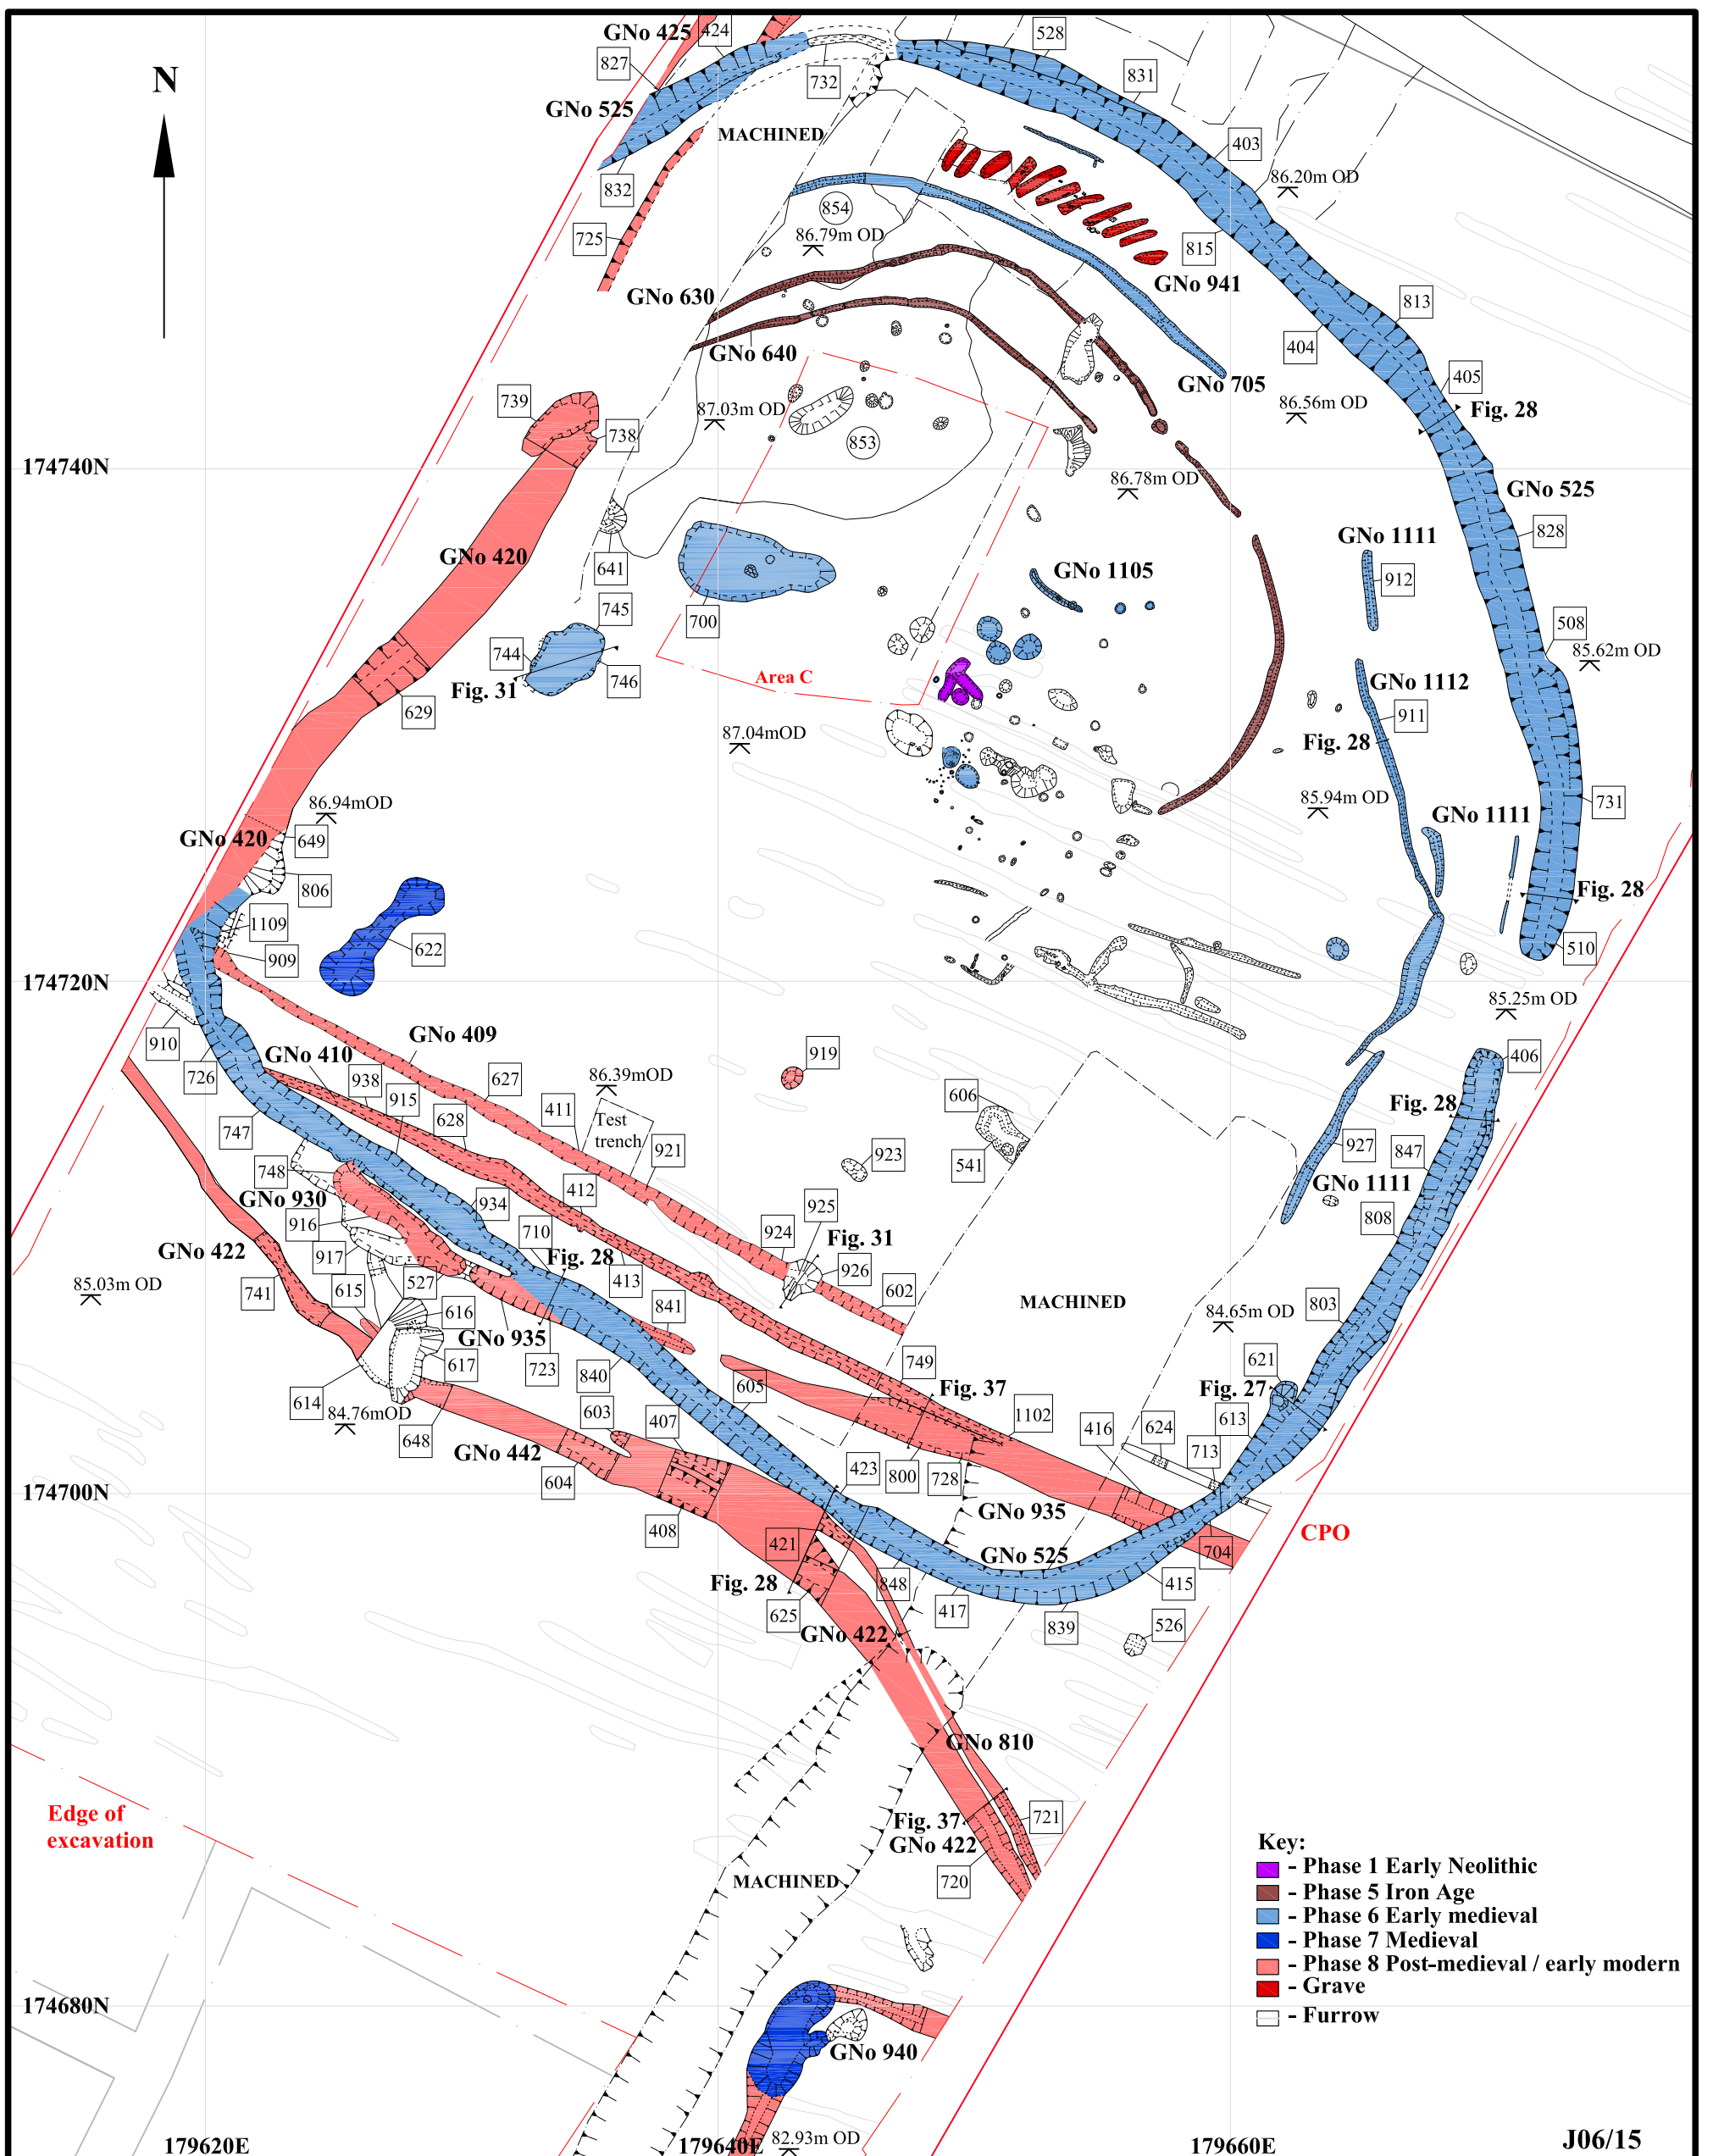 GNo 425
424
827
732
528
831
N
GNo 525
MACHINED
403
86.20m OD
832
854
725
86.79m OD
815
GNo 630
GNo 941
813
GNo 640
404
GNo 705
405
739
87.03m OD
86.56m OD
Fig. 28
738
853
174740N
86.78m OD
GNo 525
828
GNo 420
GNo 1111
641
GNo 1105
912
745
700
508
744
85.62m OD
746
Fig. 31
Area C
GNo 1112
629
911
87.04mOD
Fig. 28
86.94mOD
85.94m OD
731
GNo 420
649
GNo 1111
806
Fig. 28
1109
622
909
510
174720N
85.25m OD
910
GNo 409
GNo 410
919
406
726
938
627
86.39mOD
915
411
606
Fig. 28
628
Test
trench
747
921
927
847
748
923
541
412
GNo 930
GNo 1111
934
925
916
710
924
808
GNo 422
917
Fig. 28
Fig. 31
741
527
413
926
85.03m OD
615
602
616
841
MACHINED
84.65m OD
803
GNo 935
617
723
840
749
621
614
605
Fig. 37
Fig. 27
84.76mOD
603
407
1102
416
613
648
624
GNo 442
713
604
423
800
728
174700N
408
GNo 935
CPO
421
GNo 525
704
Fig. 28
848
415
625
417
GNo 422
839
526
GNo 810
Edge of
excavation
Fig. 37
721
GNo 422
720
MACHINED
Key:
- Phase 1 Early Neolithic
- Phase 5 Iron Age
- Phase 6 Early medieval
- Phase 7 Medieval
- Phase 8 Post-medieval / early modern
- Grave
- Furrow
174680N
GNo 940
179620E
179640E
82.93m OD
179660E
J06/15